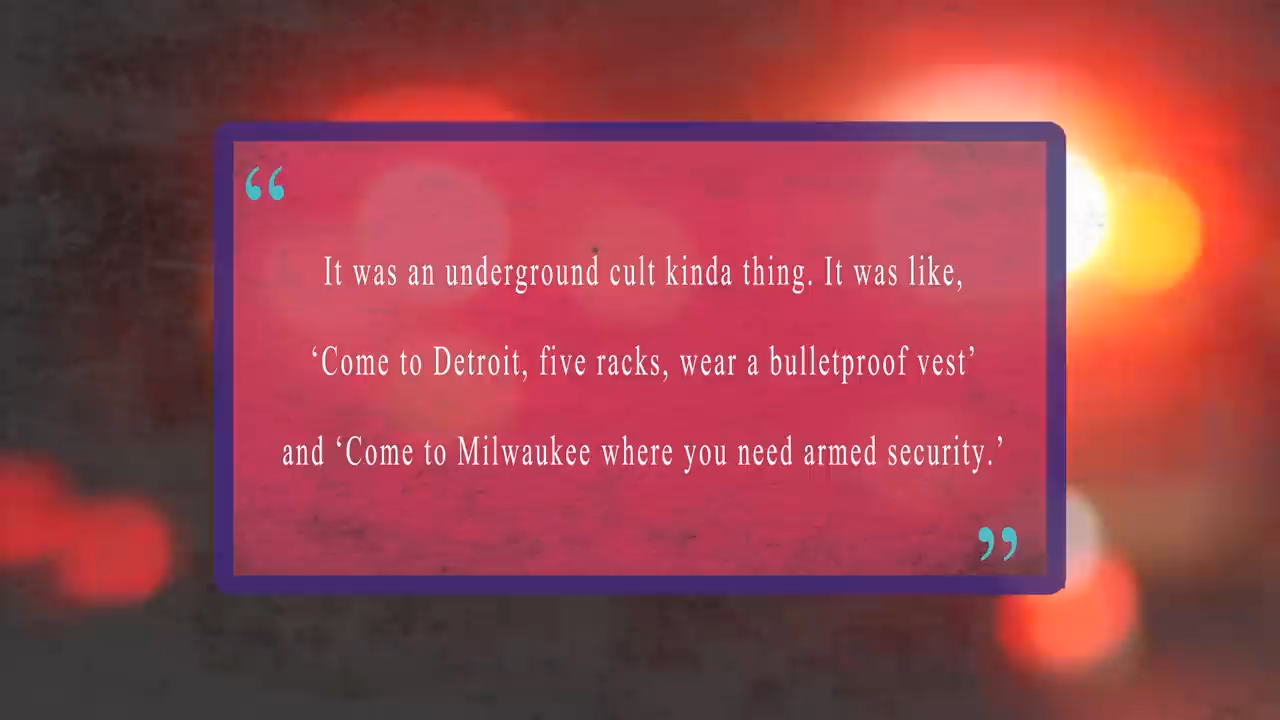 “
It was an underground cult kinda thing. It was like,
‘Come to Detroit, five racks, wear a bulletproof vest’
and ‘Come to Milwaukee where you need armed security.’
”